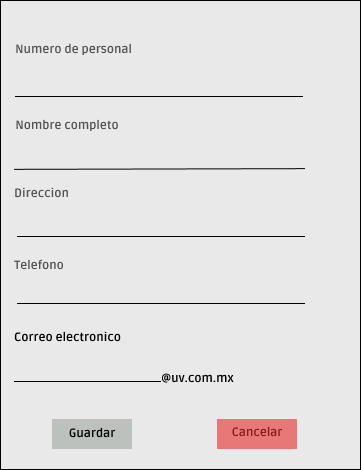 Numero de personal
Nombre completo
Direccion
Telefono
Correo electronico
@uv.com.mx
Guardar
Cancelar